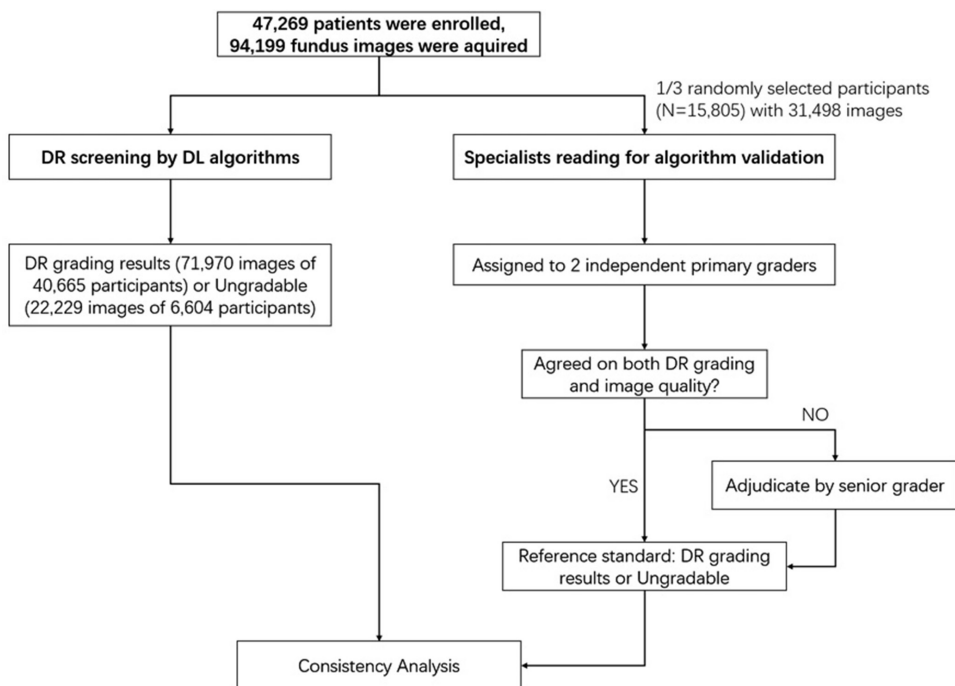 47,269 patients were enrolled,
94,199 fundus images were aquired
1/3 randomly selected participants
(N=15,805) with 31,498 images
DR screening by DL algorithms
Specialists reading for algorithm validation
DR grading results (71,970 images of
40,665 participants) or Ungradable
(22,229 images of 6,604 participants)
Assigned to 2 independent primary graders
Agreed on both DR grading
and image quality?
NO
YES
Adjudicate by senior grader
Reference standard: DR grading
results or Ungradable
Consistency Analysis